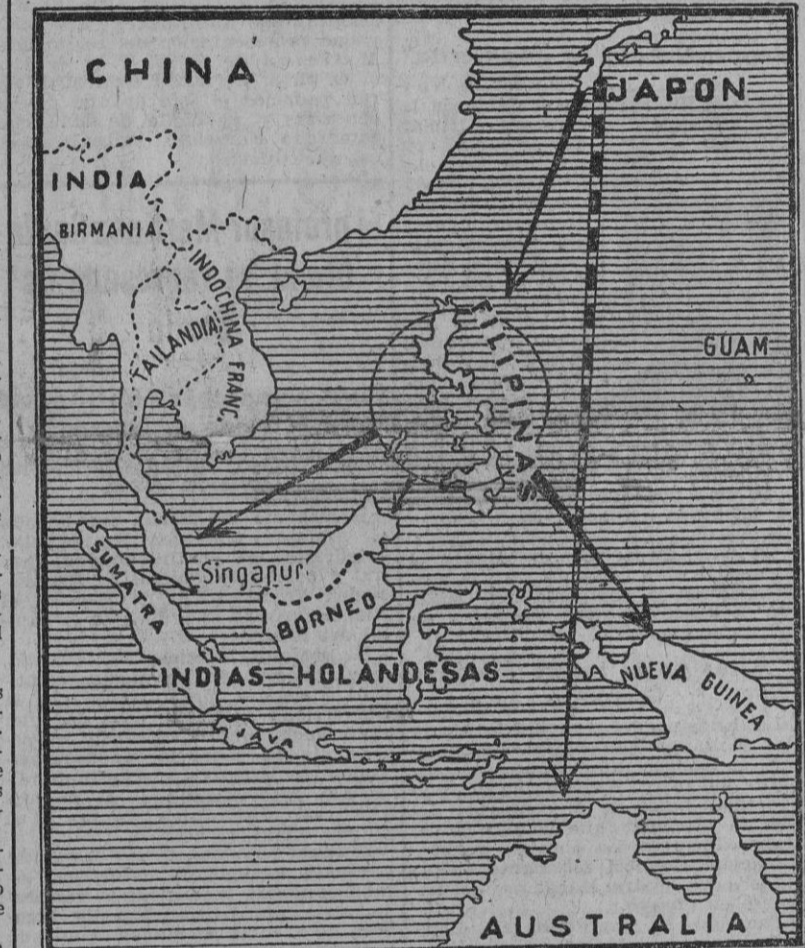 CHINA
JAPON
INDIA
BIRMANIA
INDOCHINA FRANC.
TAILANDIA
FILIPINAS
GUAM
SUMATRA
Singapur
BORNEO
INDIAS HOLANDESAS
NUEVA GUINEA
JAVA
AUSTRALIA